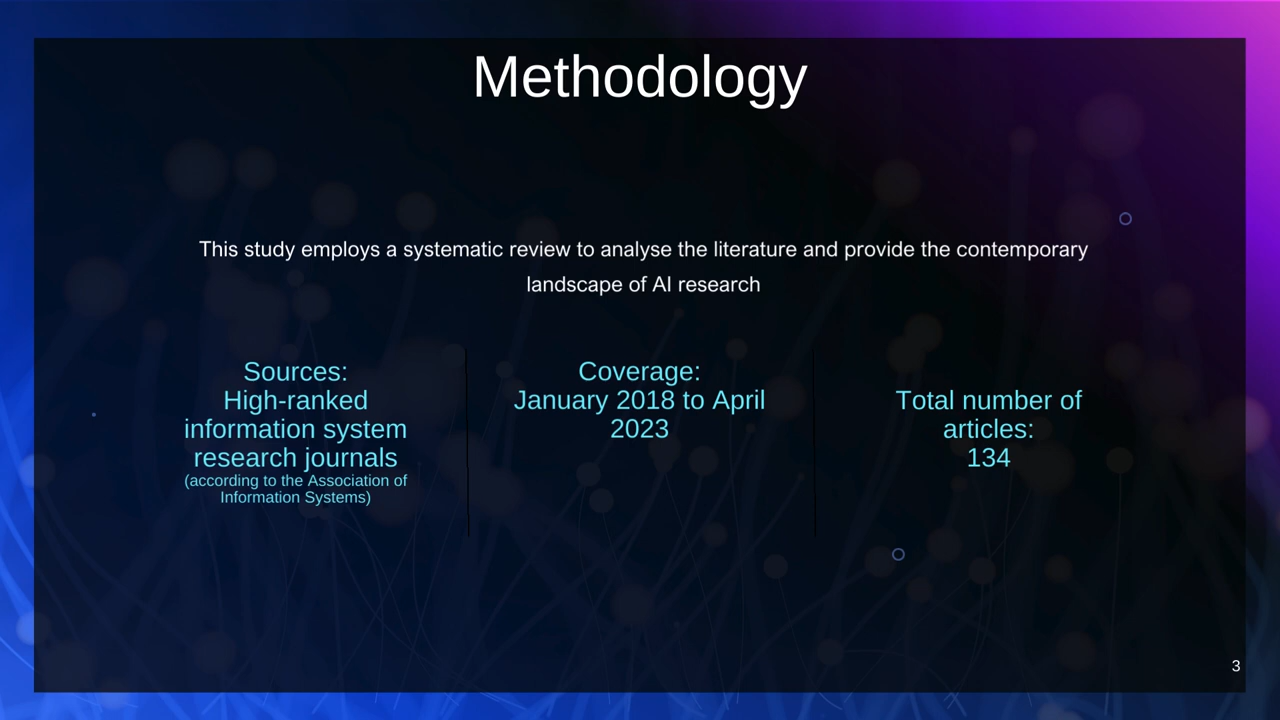 Methodology
This study employs a systematic review to analyse the literature and provide the contemporary
landscape of AI research
Sources:
High-ranked
information system
research journals
(according to the Association of
Information Systems)
Coverage:
January 2018 to April
2023
Total number of
articles:
134
3